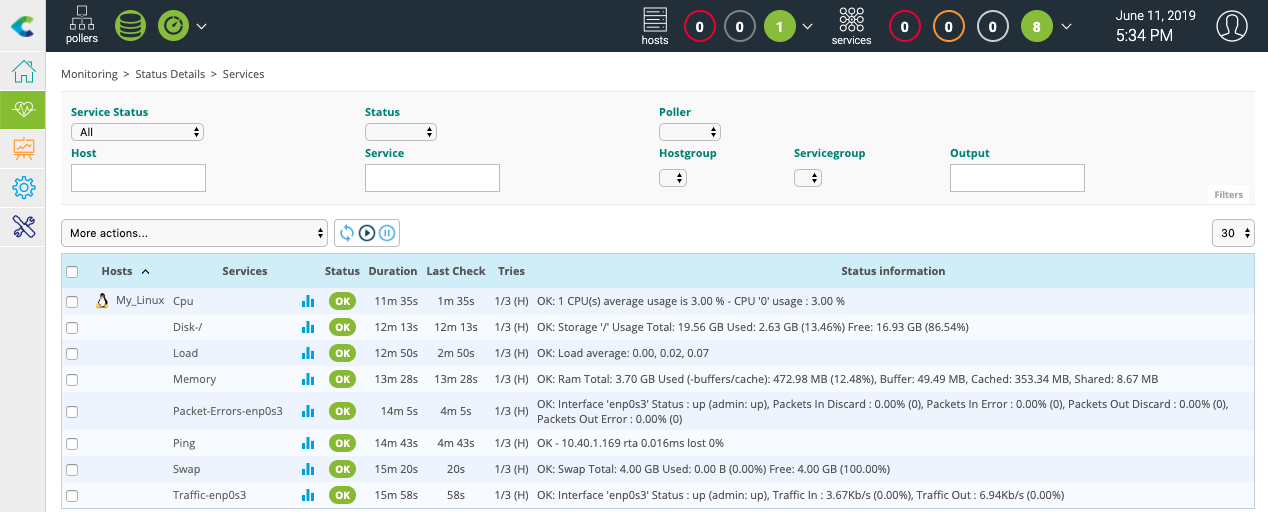 pollers
hosts
0 0 1
services
0 0 0 8
June 11, 2019
5:34 PM
Monitoring > Status Details > Services
Service Status Status Poller
All
Host Service Hostgroup Servicegroup Output
Filters
More actions... 30
Hosts Services Status Duration Last Check Tries Status information
My_Linux Cpu OK 11m 35s 1m 35s 1/3 (H) OK: 1 CPU(s) average usage is 3.00 % - CPU '0' usage : 3.00 %
Disk-/ OK 12m 13s 12m 13s 1/3 (H) OK: Storage '/' Usage Total: 19.56 GB Used: 2.63 GB (13.46%) Free: 16.93 GB (86.54%)
Load OK 12m 50s 2m 50s 1/3 (H) OK: Load average: 0.00, 0.02, 0.07
Memory OK 13m 28s 13m 28s 1/3 (H) OK: Ram Total: 3.70 GB Used (-buffers/cache): 472.98 MB (12.48%), Buffer: 49.49 MB, Cached: 353.34 MB, Shared: 8.67 MB
Packet-Errors-enp0s3 OK 14m 5s 4m 5s 1/3 (H) OK: Interface 'enp0s3' Status : up (admin: up), Packets In Discard : 0.00% (0), Packets In Error : 0.00% (0), Packets Out Discard : 0.00% (0),
Packets Out Error : 0.00% (0)
Ping OK 14m 43s 4m 43s 1/3 (H) OK - 10.40.1.169 rta 0.016ms lost 0%
Swap OK 15m 20s 20s 1/3 (H) OK: Swap Total: 4.00 GB Used: 0.00 B (0.00%) Free: 4.00 GB (100.00%)
Traffic-enp0s3 OK 15m 58s 58s 1/3 (H) OK: Interface 'enp0s3' Status : up (admin: up), Traffic In : 3.67Kb/s (0.00%), Traffic Out : 6.94Kb/s (0.00%)